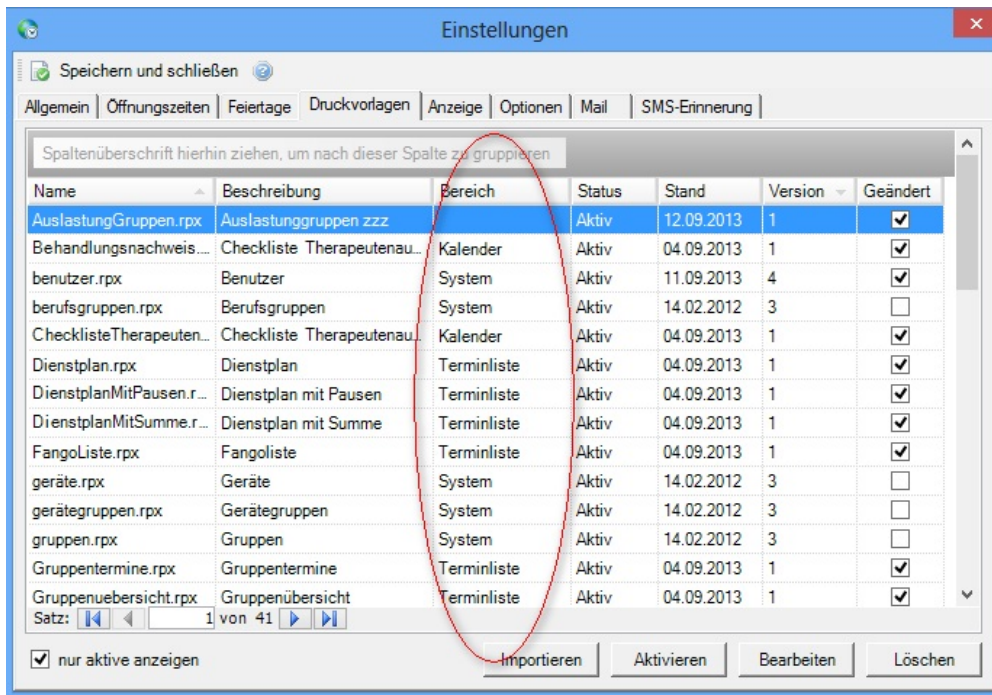 Einstellungen
Speichern und schließen
Allgemein Öffnungszeiten Feiertage Druckvorlagen Anzeige Optionen Mail SMS-Erinnerung
Spaltenüberschrift hierhin ziehen, um nach dieser Spalte zu gruppieren
Name Beschreibung Bereich Status Stand Version Geändert
AuslastungGruppen.rpx Auslastunggruppen zzz Aktiv 12.09.2013 1
Behandlungsnachweis.... Checkliste Therapeutenau... Kalender Aktiv 04.09.2013 1
benutzer.rpx Benutzer System Aktiv 11.09.2013 4
berufsgruppen.rpx Berufsgruppen System Aktiv 14.02.2012 3
ChecklisteTherapeuten... Checkliste Therapeutenau... Kalender Aktiv 04.09.2013 1
Dienstplan.rpx Dienstplan Terminliste Aktiv 04.09.2013 1
DienstplanMitPausen.r... Dienstplan mit Pausen Terminliste Aktiv 04.09.2013 1
DienstplanMitSumme.r... Dienstplan mit Summe Terminliste Aktiv 04.09.2013 1
FangoListe.rpx Fangoliste Terminliste Aktiv 04.09.2013 1
geräte.rpx Geräte System Aktiv 14.02.2012 3
gerätegruppen.rpx Gerätegruppen System Aktiv 14.02.2012 3
gruppen.rpx Gruppen System Aktiv 14.02.2012 3
Gruppentermine.rpx Gruppentermine Terminliste Aktiv 04.09.2013 1
Gruppenuebersicht.rpx Gruppenübersicht Terminliste Aktiv 04.09.2013 1
Satz: 1 von 41
nur aktive anzeigen Importieren Aktivieren Bearbeiten Löschen